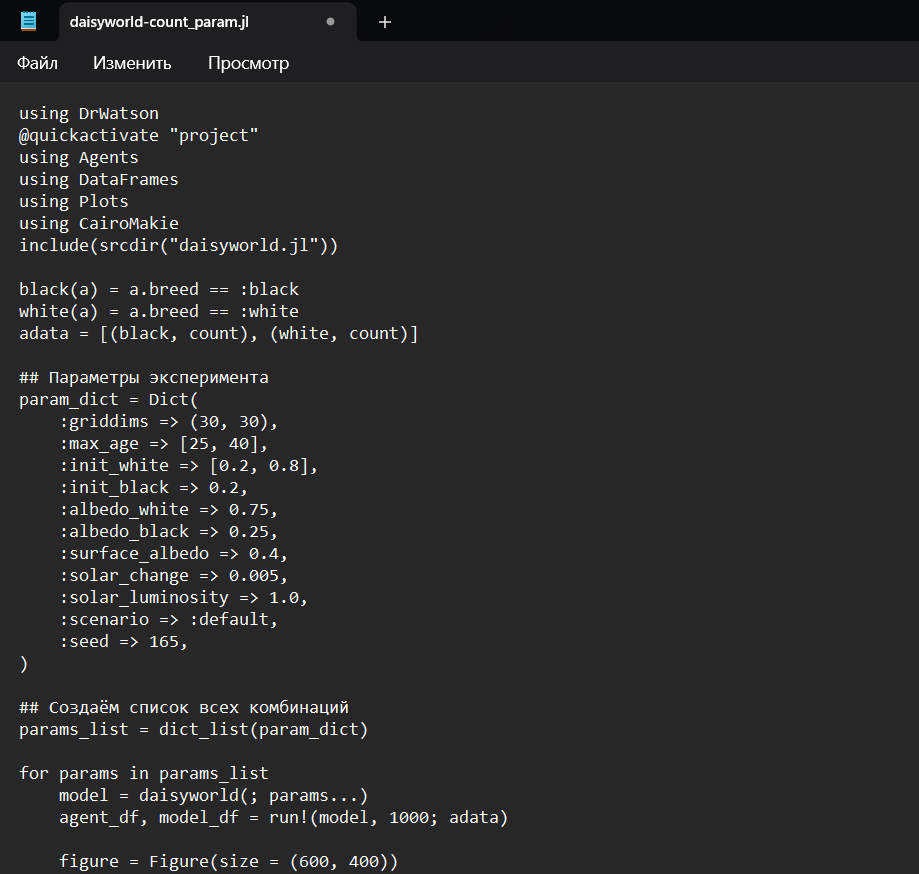 daisyworld-count_param.jl
Файл Изменить Просмотр
using DrWatson
@quickactivate "project"
using Agents
using DataFrames
using Plots
using CairoMakie
include(srcdir("daisyworld.jl"))

black(a) = a.breed == :black
white(a) = a.breed == :white
adata = [(black, count), (white, count)]

## Параметры эксперимента
param_dict = Dict(
    :griddims => (30, 30),
    :max_age => [25, 40],
    :init_white => [0.2, 0.8],
    :init_black => 0.2,
    :albedo_white => 0.75,
    :albedo_black => 0.25,
    :surface_albedo => 0.4,
    :solar_change => 0.005,
    :solar_luminosity => 1.0,
    :scenario => :default,
    :seed => 165,
)

## Создаём список всех комбинаций
params_list = dict_list(param_dict)

for params in params_list
    model = daisyworld(; params...)
    agent_df, model_df = run!(model, 1000; adata)

    figure = Figure(size = (600, 400))